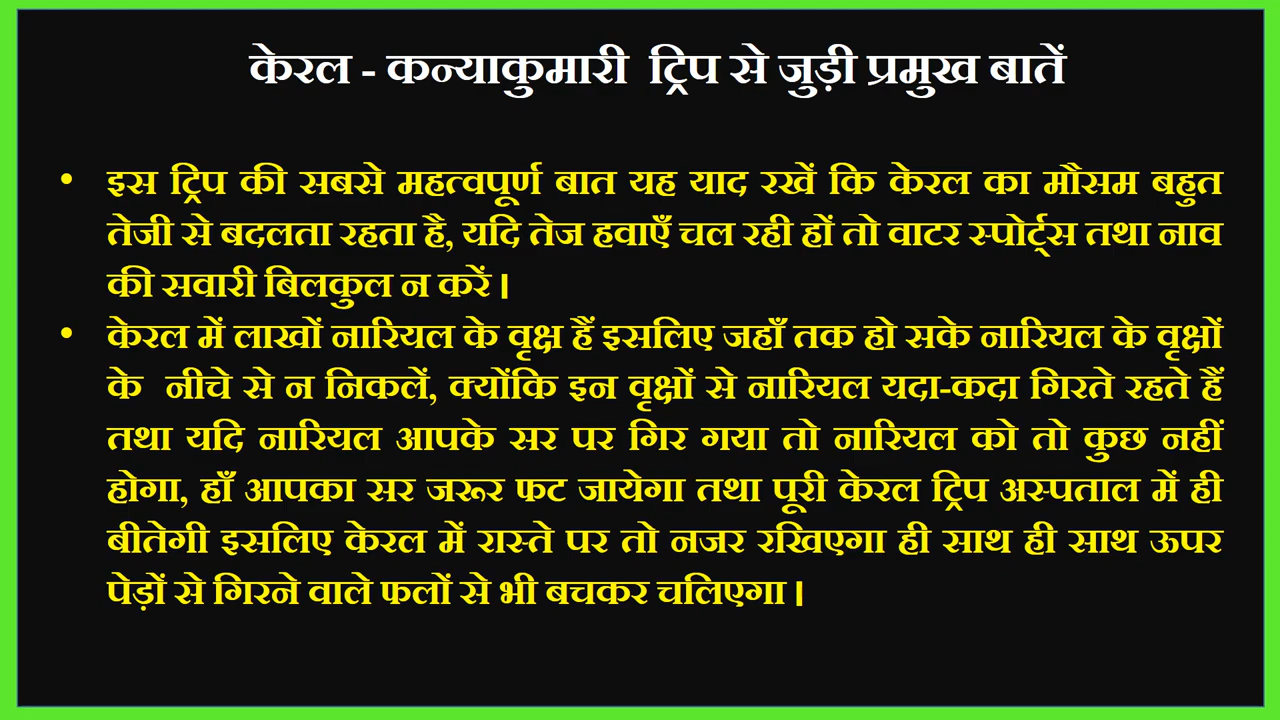 केरल - कन्याकुमारी ट्रिप से जुड़ी प्रमुख बातें
• इस ट्रिप की सबसे महत्वपूर्ण बात यह याद रखें कि केरल का मौसम बहुत
तेजी से बदलता रहता है, यदि तेज हवाएँ चल रही हों तो वाटर स्पोर्ट्स तथा नाव
की सवारी बिलकुल न करें।
• केरल में लाखों नारियल के वृक्ष हैं इसलिए जहाँ तक हो सके नारियल के वृक्षों
के नीचे से न निकलें, क्योंकि इन वृक्षों से नारियल यदा-कदा गिरते रहते हैं
तथा यदि नारियल आपके सर पर गिर गया तो नारियल को तो कुछ नहीं
होगा, हाँ आपका सर जरूर फट जायेगा तथा पूरी केरल ट्रिप अस्पताल में ही
बीतेगी इसलिए केरल में रास्ते पर तो नजर रखिएगा ही साथ ही साथ ऊपर
पेड़ों से गिरने वाले फलों से भी बचकर चलिएगा।